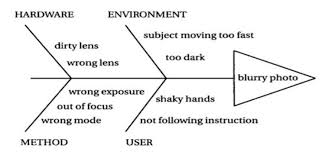 HARDWARE
ENVIRONMENT
dirty lens
wrong lens
subject moving too fast
too dark
blurry photo
wrong exposure
out of focus
wrong mode
shaky hands
not following instruction
METHOD
USER